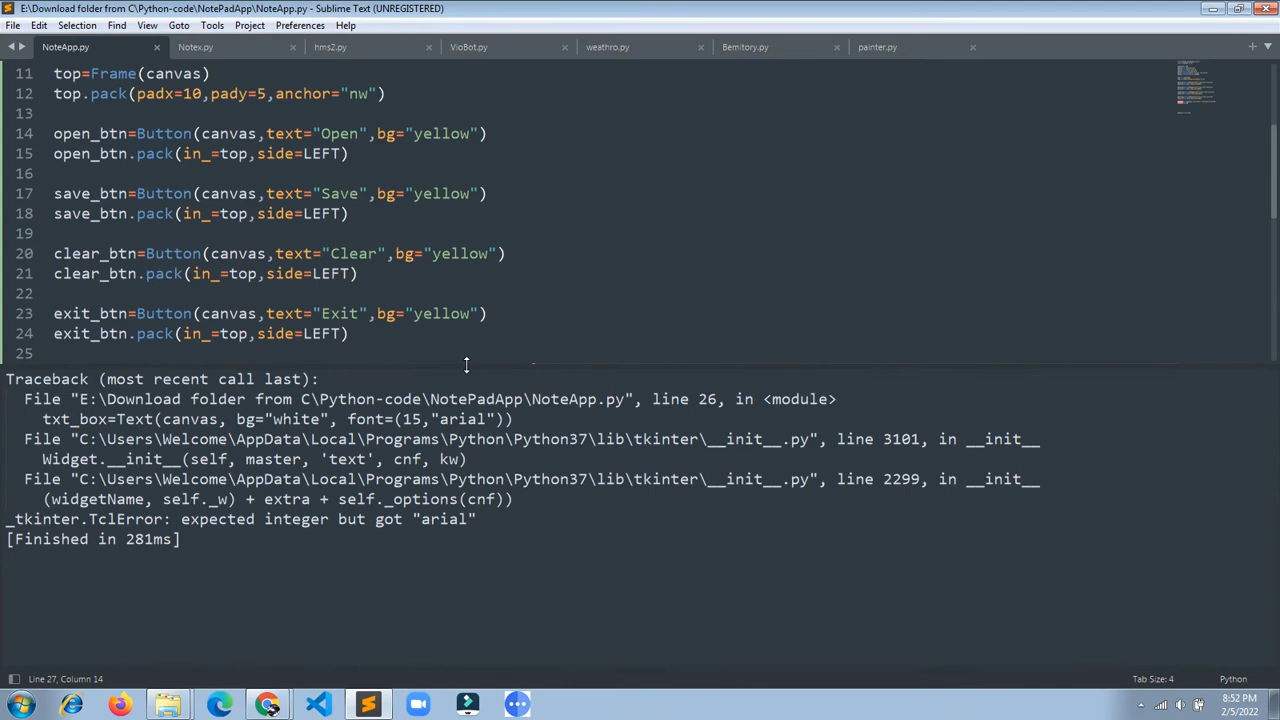 E:\Download folder from C\Python-code\NotePadApp\NoteApp.py - Sublime Text (UNREGISTERED)
File Edit Selection Find View Goto Tools Project Preferences Help
NoteApp.py Notex.py hms2.py VioBot.py weathro.py Bemitory.py painter.py
11 top=Frame(canvas)
12 top.pack(padx=10,pady=5,anchor="nw")
13
14 open_btn=Button(canvas,text="Open",bg="yellow")
15 open_btn.pack(in_=top,side=LEFT)
16
17 save_btn=Button(canvas,text="Save",bg="yellow")
18 save_btn.pack(in_=top,side=LEFT)
19
20 clear_btn=Button(canvas,text="Clear",bg="yellow")
21 clear_btn.pack(in_=top,side=LEFT)
22
23 exit_btn=Button(canvas,text="Exit",bg="yellow")
24 exit_btn.pack(in_=top,side=LEFT)
25
Traceback (most recent call last):
File "E:\Download folder from C\Python-code\NotePadApp\NoteApp.py", line 26, in <module>
txt_box=Text(canvas, bg="white", font=(15,"arial"))
File "C:\Users\Welcome\AppData\Local\Programs\Python\Python37\lib\tkinter\__init__.py", line 3101, in __init__
Widget.__init__(self, master, 'text', cnf, kw)
File "C:\Users\Welcome\AppData\Local\Programs\Python\Python37\lib\tkinter\__init__.py", line 2299, in __init__
(widgetName, self._w) + extra + self._options(cnf))
_tkinter.TclError: expected integer but got "arial"
[Finished in 281ms]
Line 27, Column 14 Tab Size: 4 Python
8:52 PM
2/5/2022